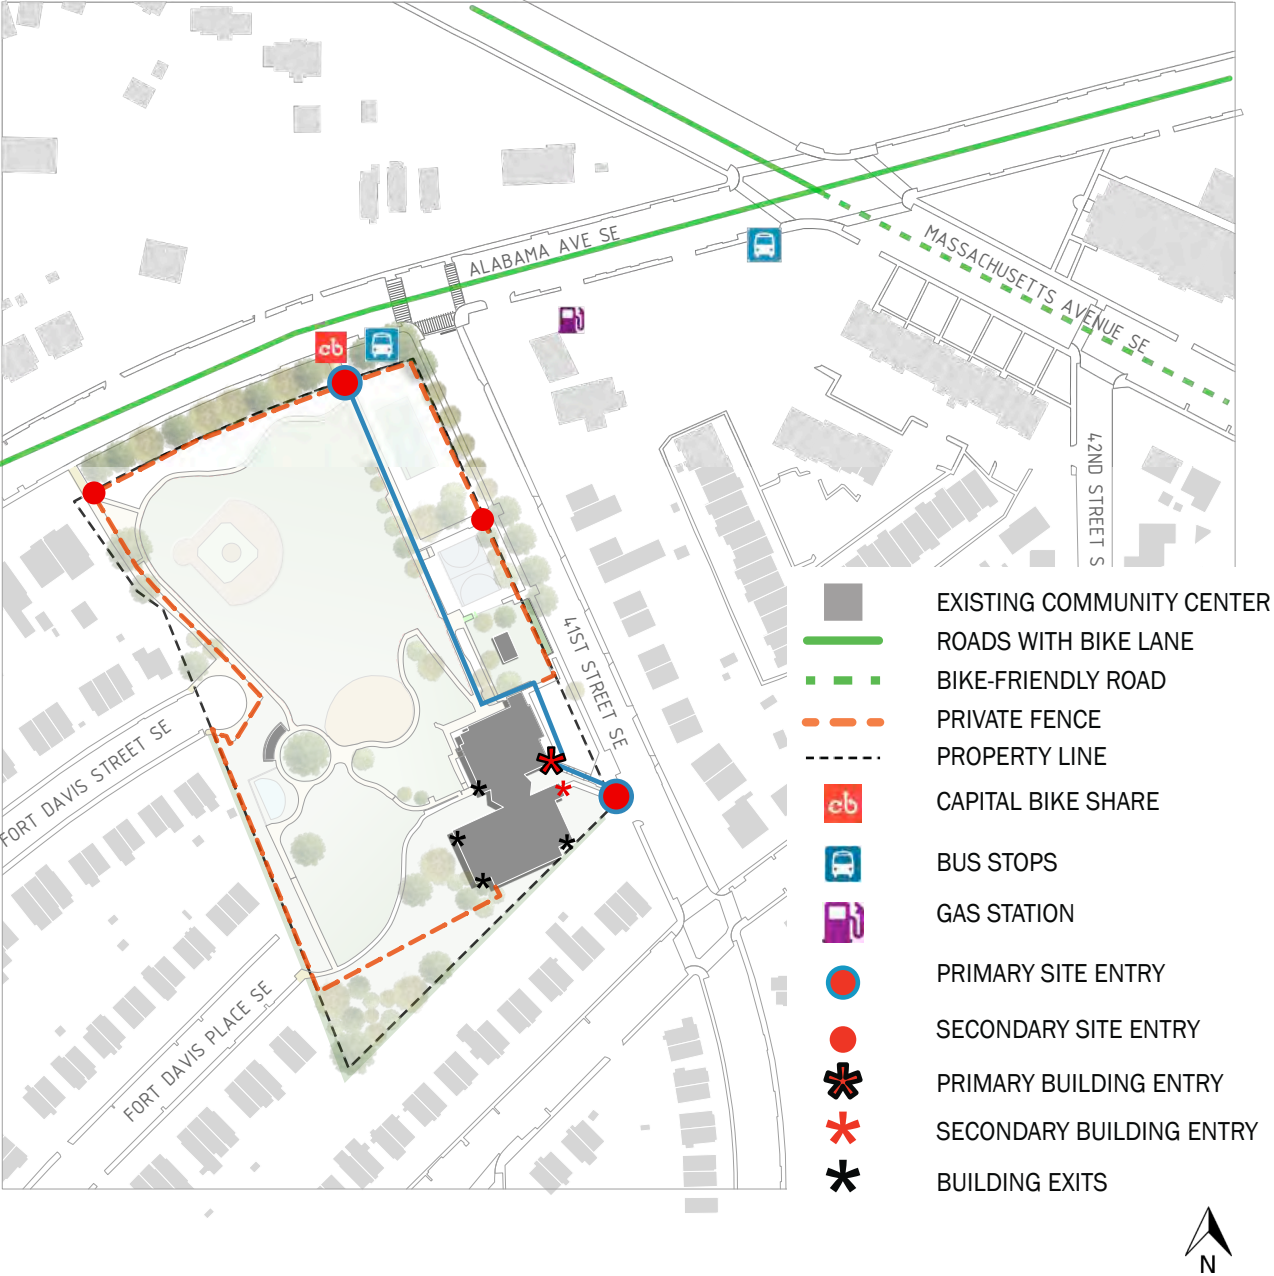 ALABAMA AVE SE
MASSACHUSETTS AVENUE SE
42ND STREET S
41ST STREET SE
FORT DAVIS STREET SE
FORT DAVIS PLACE SE
cb
EXISTING COMMUNITY CENTER
ROADS WITH BIKE LANE
BIKE-FRIENDLY ROAD
PRIVATE FENCE
PROPERTY LINE
cb
CAPITAL BIKE SHARE
BUS STOPS
GAS STATION
PRIMARY SITE ENTRY
SECONDARY SITE ENTRY
PRIMARY BUILDING ENTRY
SECONDARY BUILDING ENTRY
BUILDING EXITS
N